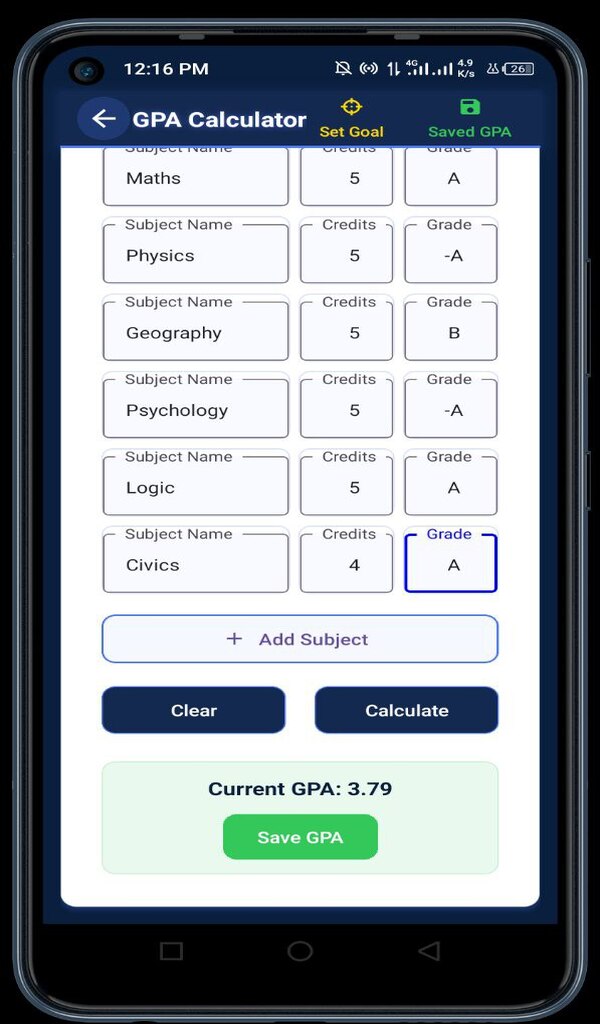 12:16 PM 4G 4.9 K/s 26
GPA Calculator Set Goal Saved GPA
Subject Name Credits Grade
Maths 5 A
Subject Name Credits Grade
Physics 5 -A
Subject Name Credits Grade
Geography 5 B
Subject Name Credits Grade
Psychology 5 -A
Subject Name Credits Grade
Logic 5 A
Subject Name Credits Grade
Civics 4 A
+ Add Subject
Clear Calculate
Current GPA: 3.79
Save GPA